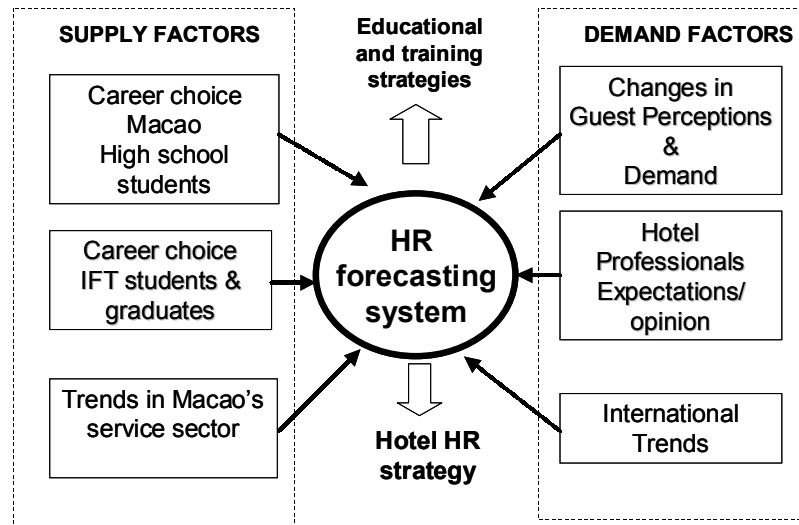 SUPPLY FACTORS
Career choice
Macao
High school
students
Career choice
IFT students &
graduates
Trends in Macao's
service sector
Educational
and training
strategies
HR
forecasting
system
Hotel HR
strategy
DEMAND FACTORS
Changes in
Guest Perceptions
&
Demand
Hotel
Professionals
Expectations/
opinion
International
Trends